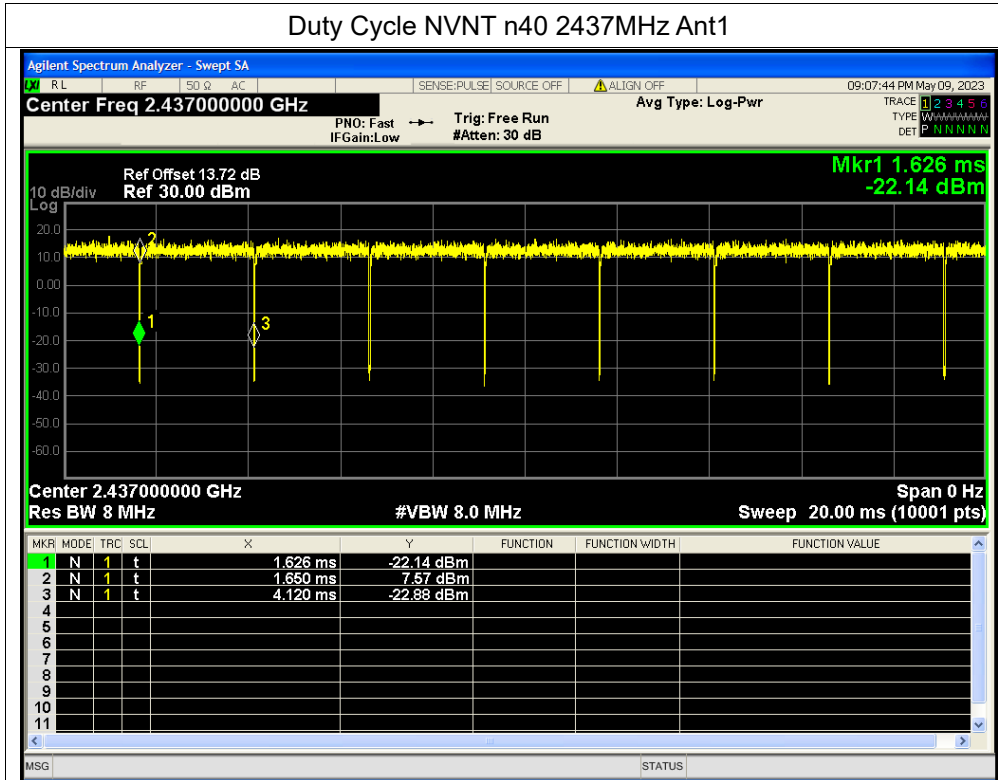 Duty Cycle NVNT n40 2437MHz Ant1
Agilent Spectrum Analyzer - Swept SA
LXI RL RF 50 Ω AC SENSE:PULSE SOURCE OFF ALIGN OFF 09:07:44 PM May 09, 2023
Center Freq 2.437000000 GHz Avg Type: Log-Pwr TRACE 1 2 3 4 5 6
PNO: Fast Trig: Free Run TYPE WWWWWW
IFGain:Low #Atten: 30 dB DET P N N N N N
Mkr1 1.626 ms
Ref Offset 13.72 dB
10 dB/div Ref 30.00 dBm -22.14 dBm
Log
20.0
2
10.0
0.00
-10.0
1 3
-20.0
-30.0
-40.0
-50.0
-60.0
Center 2.437000000 GHz Span 0 Hz
Res BW 8 MHz #VBW 8.0 MHz Sweep 20.00 ms (10001 pts)
MKR MODE TRC SCL X Y FUNCTION FUNCTION WIDTH FUNCTION VALUE
1 N 1 t 1.626 ms -22.14 dBm
2 N 1 t 1.650 ms 7.57 dBm
3 N 1 t 4.120 ms -22.88 dBm
4
5
6
7
8
9
10
11
MSG STATUS